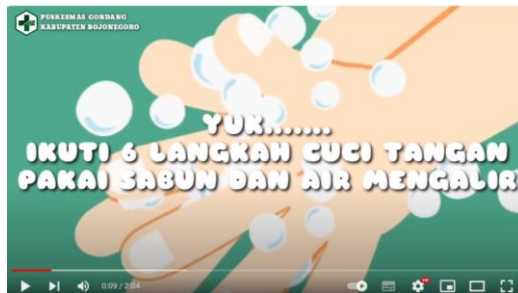 PUSKESMAS GONDANG
KABUPATEN BOJONEGORO
YUK.......
IKUTI 6 LANGKAH CUCI TANGAN
PAKAI SABUN DAN AIR MENGALIR
0:09 / 2:04